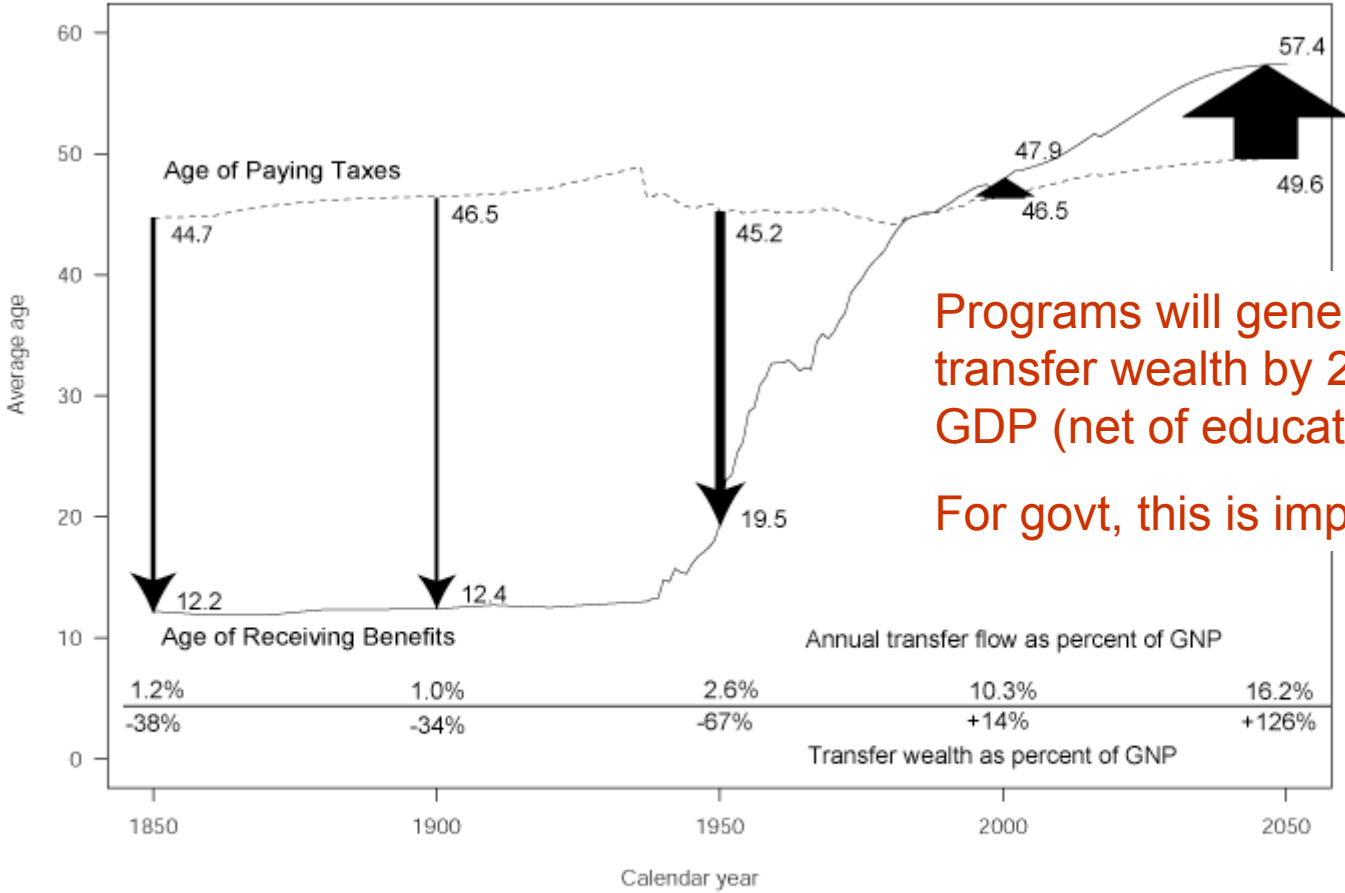 60
57.4
50
Age of Paying Taxes
47.9
44.7
46.5
45.2
46.5
49.6
40
Average age
Programs will gene
30
transfer wealth by 2
GDP (net of educat
20
19.5
For govt, this is imp
12.2
12.4
10
Age of Receiving Benefits
Annual transfer flow as percent of GNP
1.2% 1.0% 2.6% 10.3% 16.2%
-38% -34% -67% +14% +126%
0
Transfer wealth as percent of GNP
1850 1900 1950 2000 2050
Calendar year